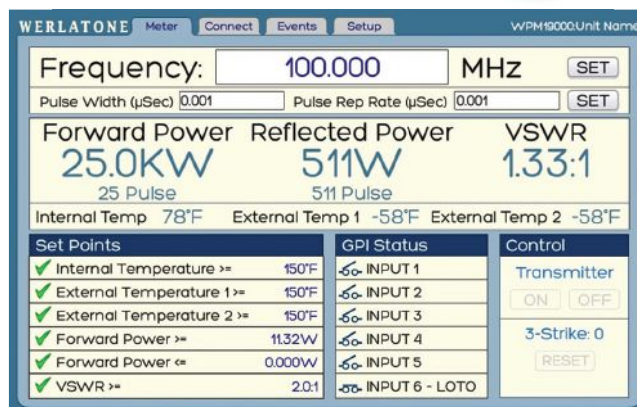 WERLATONE Meter Connect Events Setup WPM19000:Unit Name
Frequency: 100.000 MHz SET
Pulse Width (µSec) 0.001 Pulse Rep Rate (µSec) 0.001 SET
Forward Power Reflected Power VSWR
25.0KW 511W 1.33:1
25 Pulse 511 Pulse
Internal Temp 78°F External Temp 1 -58°F External Temp 2 -58°F
Set Points GPI Status Control
Internal Temperature >= 150°F INPUT 1
Transmitter
External Temperature 1 >= 150°F INPUT 2
ON OFF
External Temperature 2 >= 150°F INPUT 3
Forward Power >= 11.32W INPUT 4
3-Strike: 0
Forward Power <= 0.000W INPUT 5
RESET
VSWR >= 2.0:1 INPUT 6 - LOTO